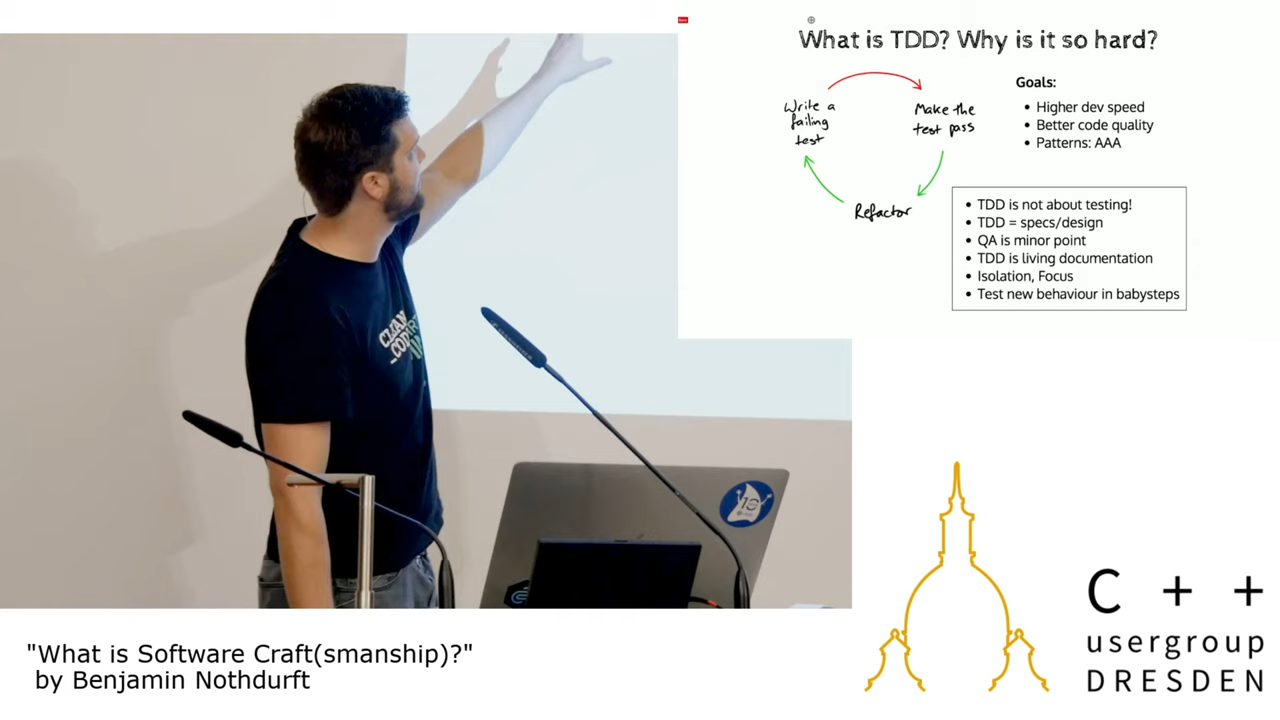 What is TDD? Why is it so hard?
Write a
failing
test
Make the
test pass
Refactor
Goals:
• Higher dev speed
• Better code quality
• Patterns: AAA
• TDD is not about testing!
• TDD = specs/design
• QA is minor point
• TDD is living documentation
• Isolation, Focus
• Test new behaviour in babysteps
CLEAN
_COD
10
"What is Software Craft(smanship)?"
by Benjamin Nothdurft
C + +
usergroup
DRESDEN